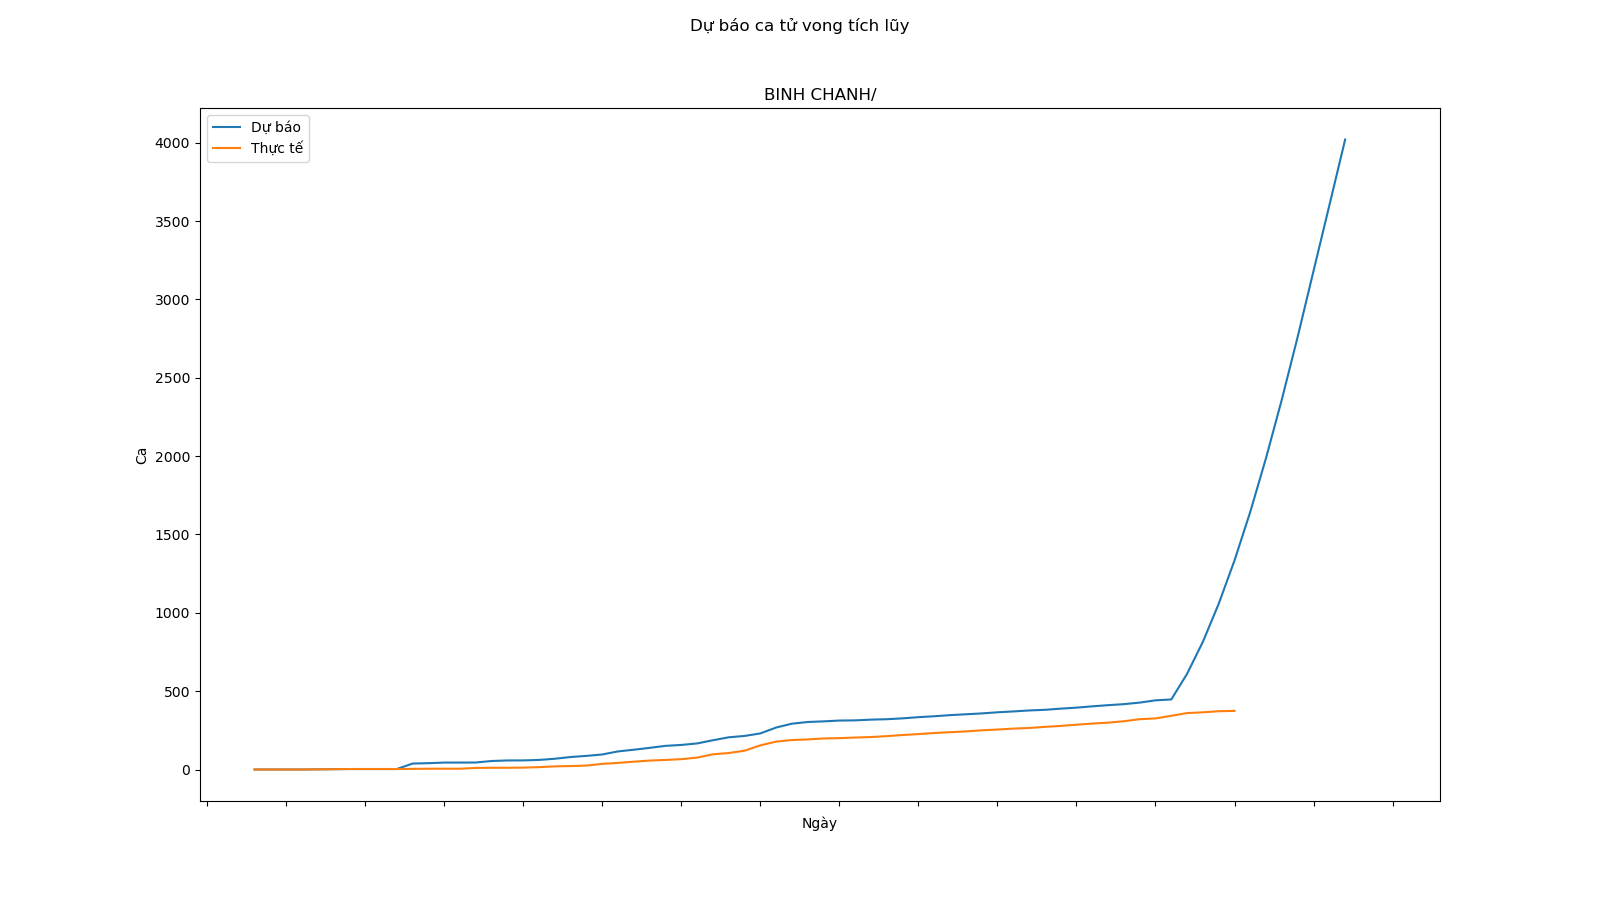 Dự báo ca tử vong tích lũy
BINH CHANH/
Dự báo
Thực tế
4000
3500
3000
2500
2000
1500
1000
500
0
Ca
Ngày